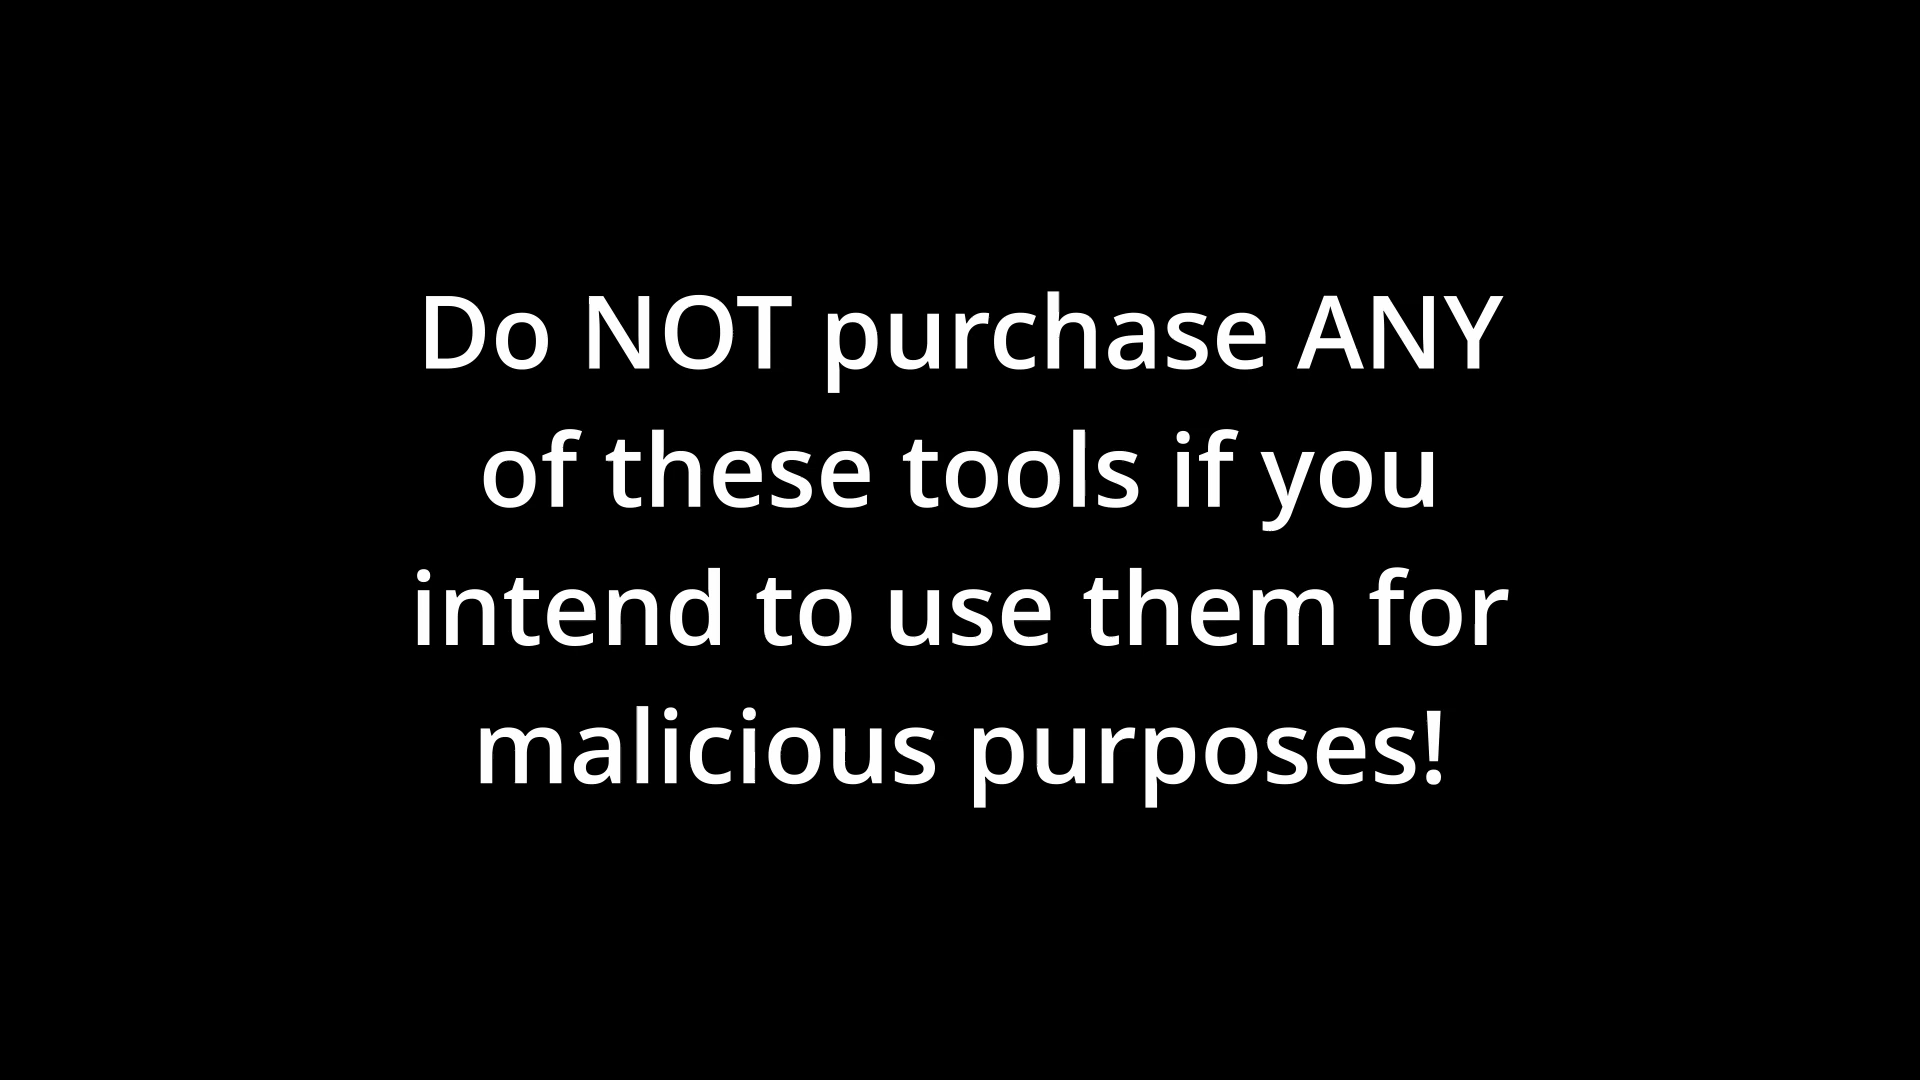 Do NOT purchase ANY
of these tools if you
intend to use them for
malicious purposes!